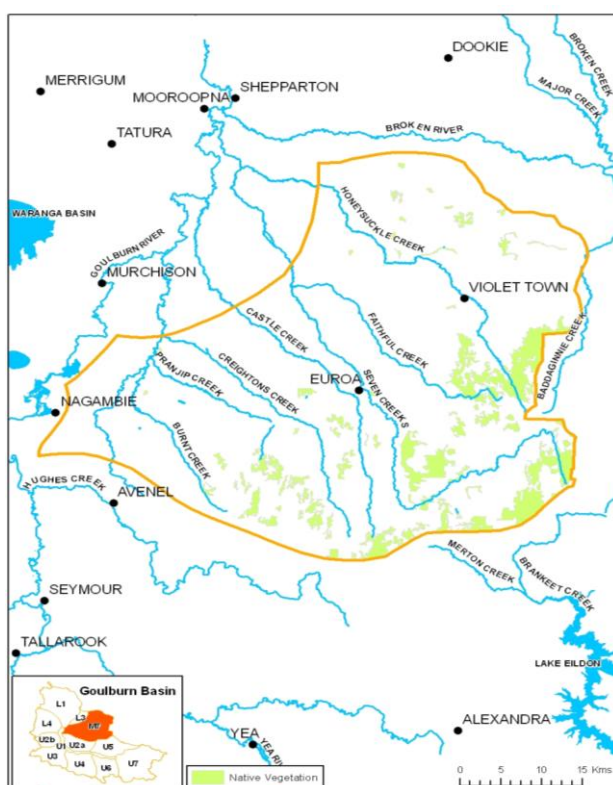 DOOKIE
BROKEN CREEK
MAJOR CREEK
MERRIGUM
SHEPPARTON
MOOROOPNA
BROKEN RIVER
TATURA
WARANGA BASIN
GOULBURN RIVER
HONEYSUCKLE CREEK
MURCHISON
VIOLET TOWN
CASTLE CREEK
FAITHFUL CREEK
BADDAGINNIE CREEK
PRANJIP CREEK
CREIGHTONS CREEK
EUROA
SEVEN CREEKS
NAGAMBIE
BURNT CREEK
HUGHES CREEK
AVENEL
MERTON CREEK
BRANKEET CREEK
SEYMOUR
TALLAROOK
LAKE EILDON
Goulburn Basin
L1
L3
L4
U2b
U1
U2a
U5
U3
U4
U6
U7
YEA
YEA RI
ALEXANDRA
Native Vegetation
0 5 10 15 Kms